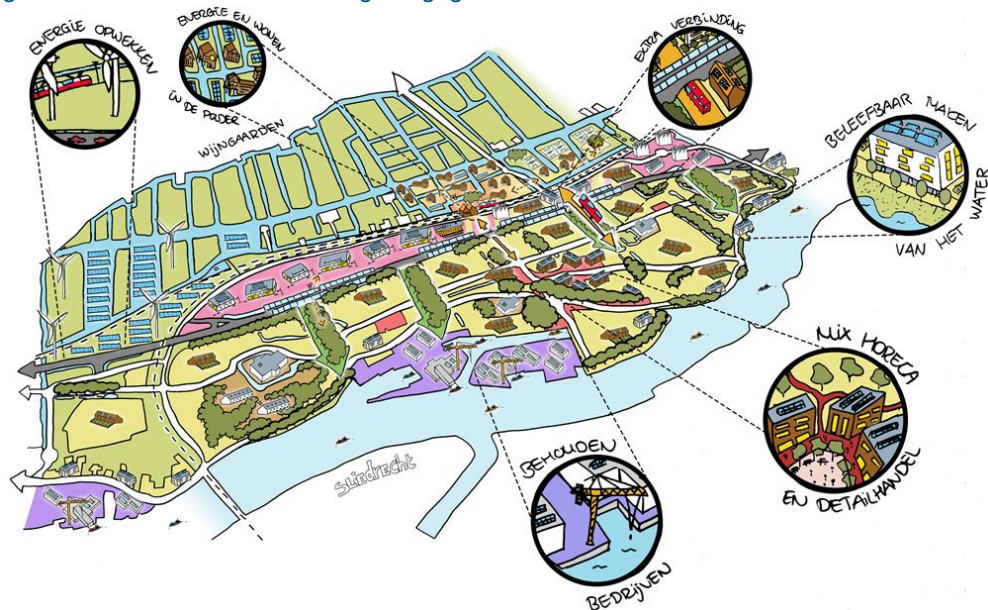 ENERGIE OPWEKKEN
ENERGIE EN WONEN
IN DE POLDER
WIJNGAARDEN
EXTRA VERBINDING
BELEEFBAAR MAKEN
VAN HET
WATER
MIX HORECA
EN DETAILHANDEL
BEHOUDEN
BEDRIJVEN
SLIEDRECHT